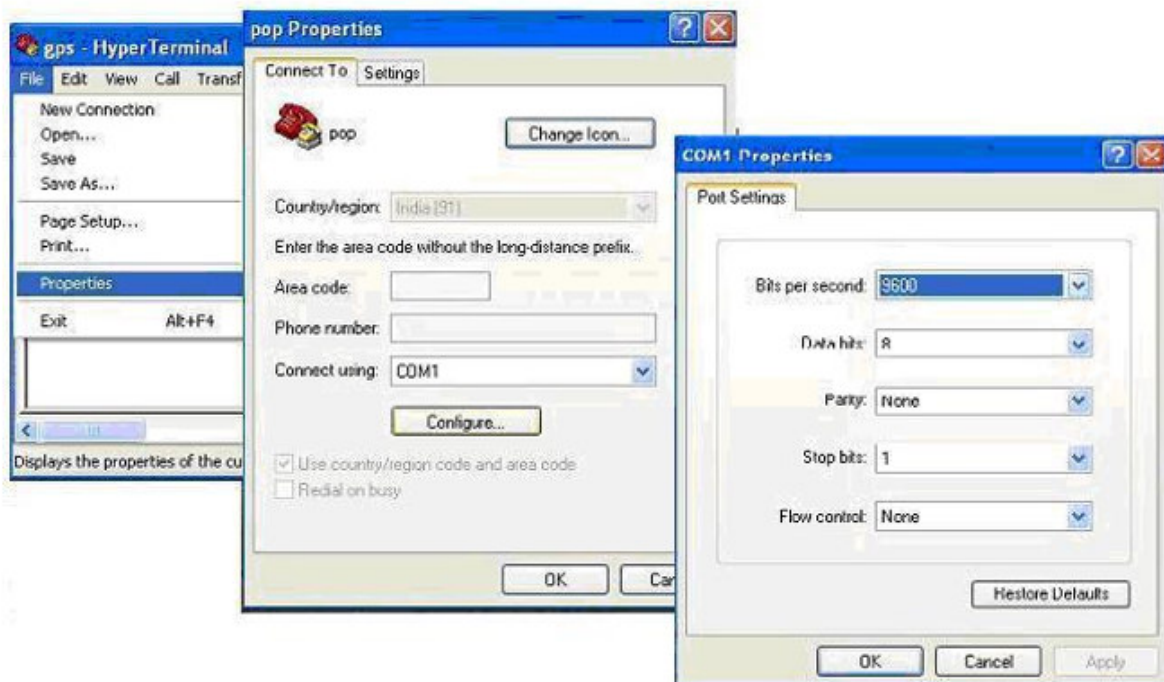 gps - HyperTerminal
File Edit View Call Transf
New Connection
Open...
Save
Save As...
Page Setup...
Print...
Properties
Exit Alt+F4
Displays the properties of the cu
pop Properties
Connect To Settings
pop
Change Icon...
Country/region: India (91)
Enter the area code without the long-distance prefix.
Area code:
Phone number:
Connect using: COM1
Configure...
Use country/region code and area code
Redial on busy
OK Car
COM1 Properties
Port Settings
Bits per second: 9600
Data bits: 8
Parity: None
Stop bits: 1
Flow control: None
Restore Defaults
OK Cancel Apply